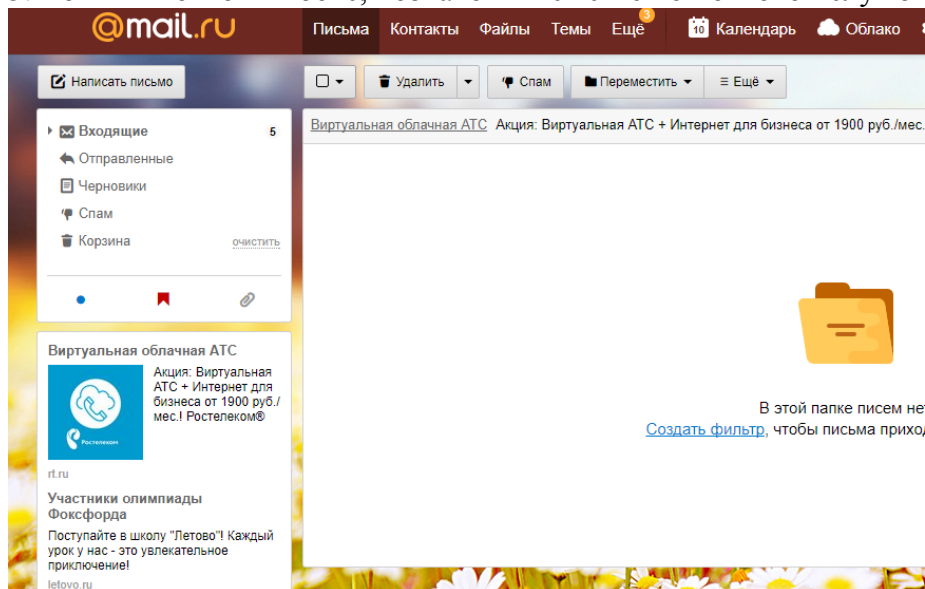 @mail.ru
Письма Контакты Файлы Темы Ещё 3 10 Календарь Облако
Написать письмо
Удалить Спам Переместить Ещё
Входящие 5
Отправленные
Черновики
Спам
Корзина очистить
Виртуальная облачная АТС Акция: Виртуальная АТС + Интернет для бизнеса от 1900 руб./мес.
В этой папке писем нет
Создать фильтр, чтобы письма приход
Виртуальная облачная АТС
Ростелеком
Акция: Виртуальная
АТС + Интернет для
бизнеса от 1900 руб./
мес.! Ростелеком®
rt.ru
Участники олимпиады
Фоксфорда
Поступайте в школу "Летово"! Каждый
урок у нас - это увлекательное
приключение!
letovo.ru